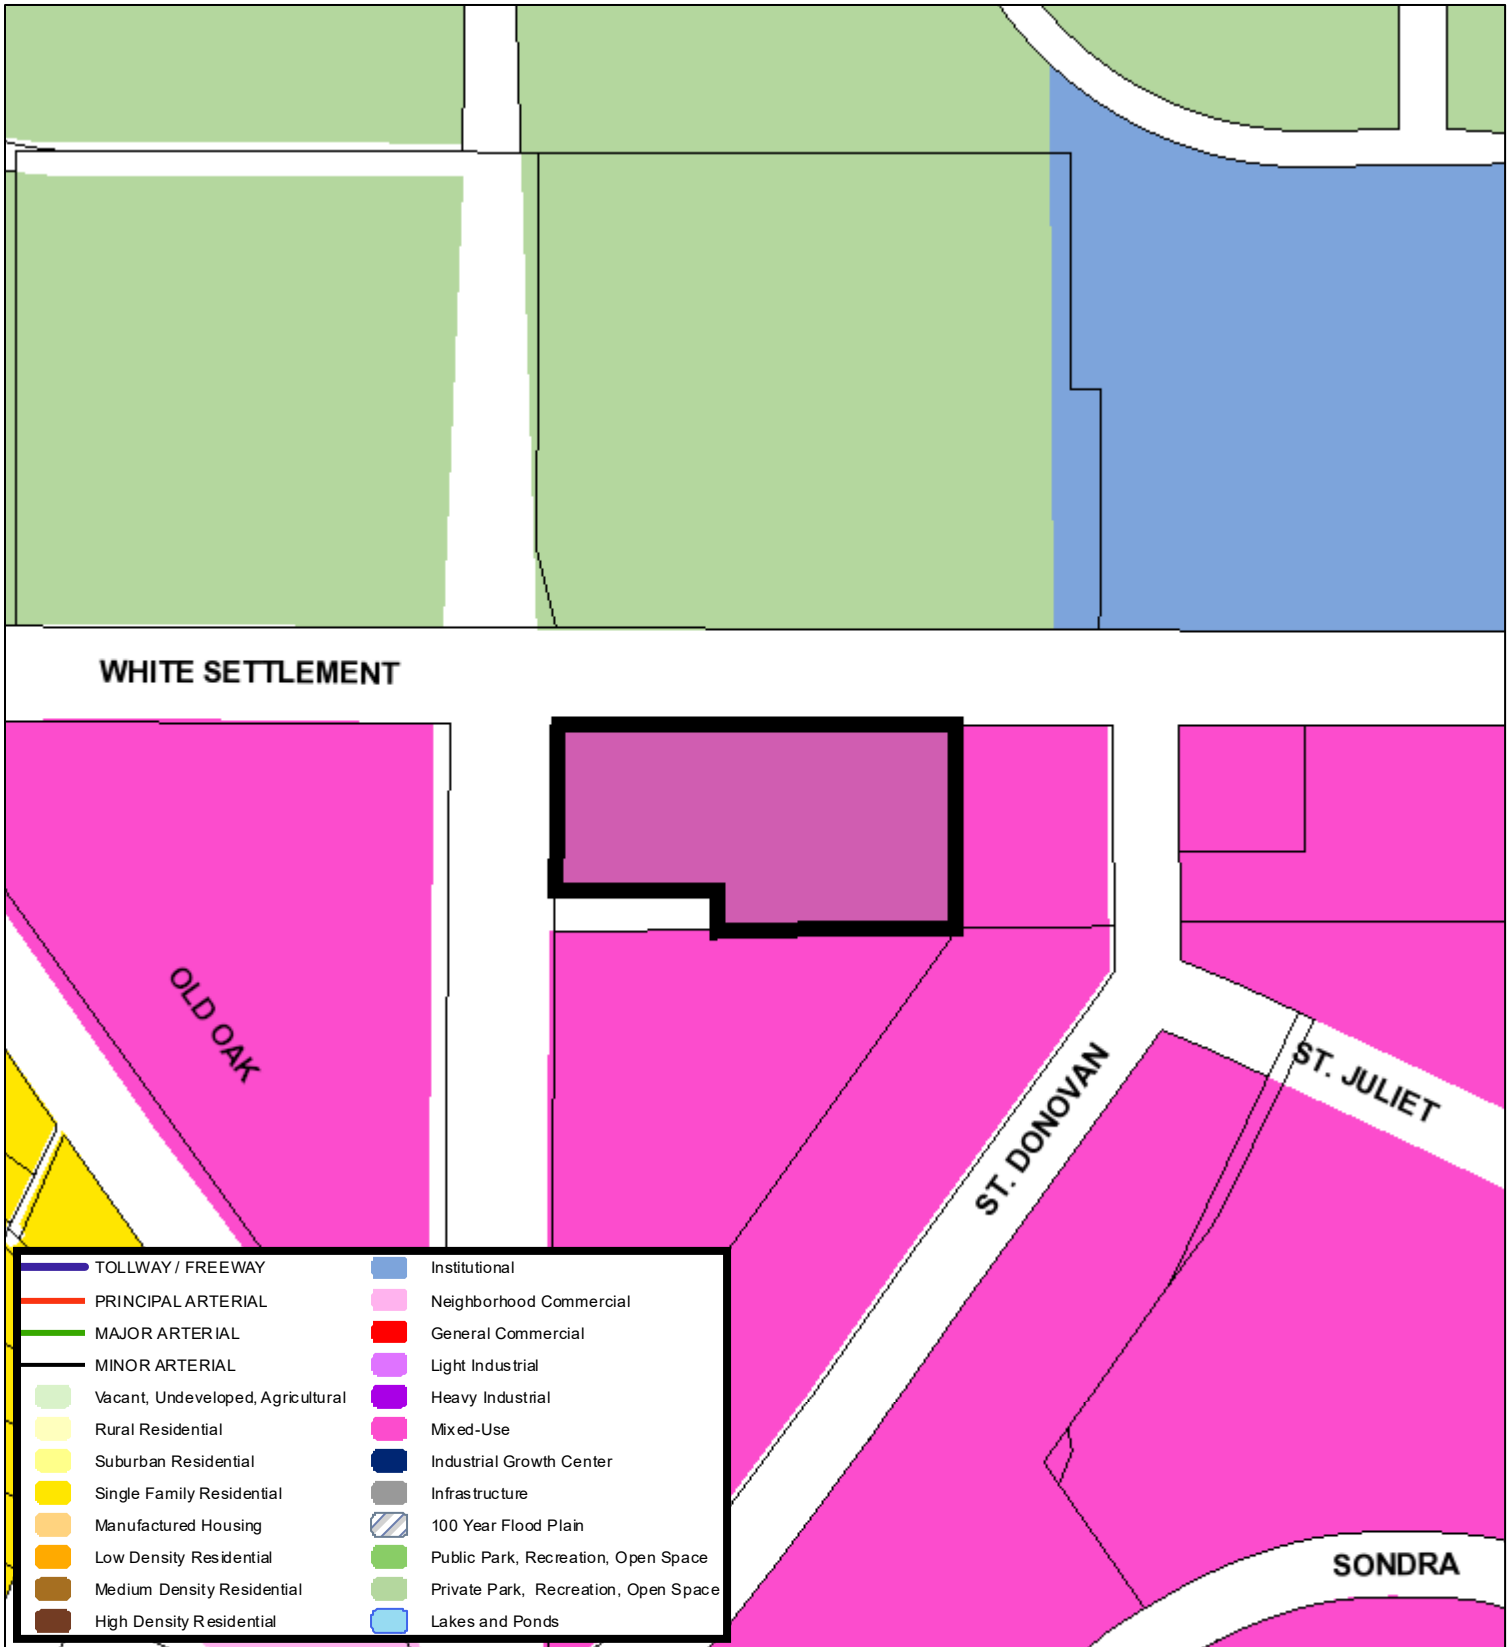 WHITE SETTLEMENT
OLD OAK
ST. DONOVAN
ST. JULIET
SONDRA
TOLLWAY / FREEWAY
PRINCIPAL ARTERIAL
MAJOR ARTERIAL
MINOR ARTERIAL
Vacant, Undeveloped, Agricultural
Rural Residential
Suburban Residential
Single Family Residential
Manufactured Housing
Low Density Residential
Medium Density Residential
High Density Residential
Institutional
Neighborhood Commercial
General Commercial
Light Industrial
Heavy Industrial
Mixed-Use
Industrial Growth Center
Infrastructure
100 Year Flood Plain
Public Park, Recreation, Open Space
Private Park, Recreation, Open Space
Lakes and Ponds